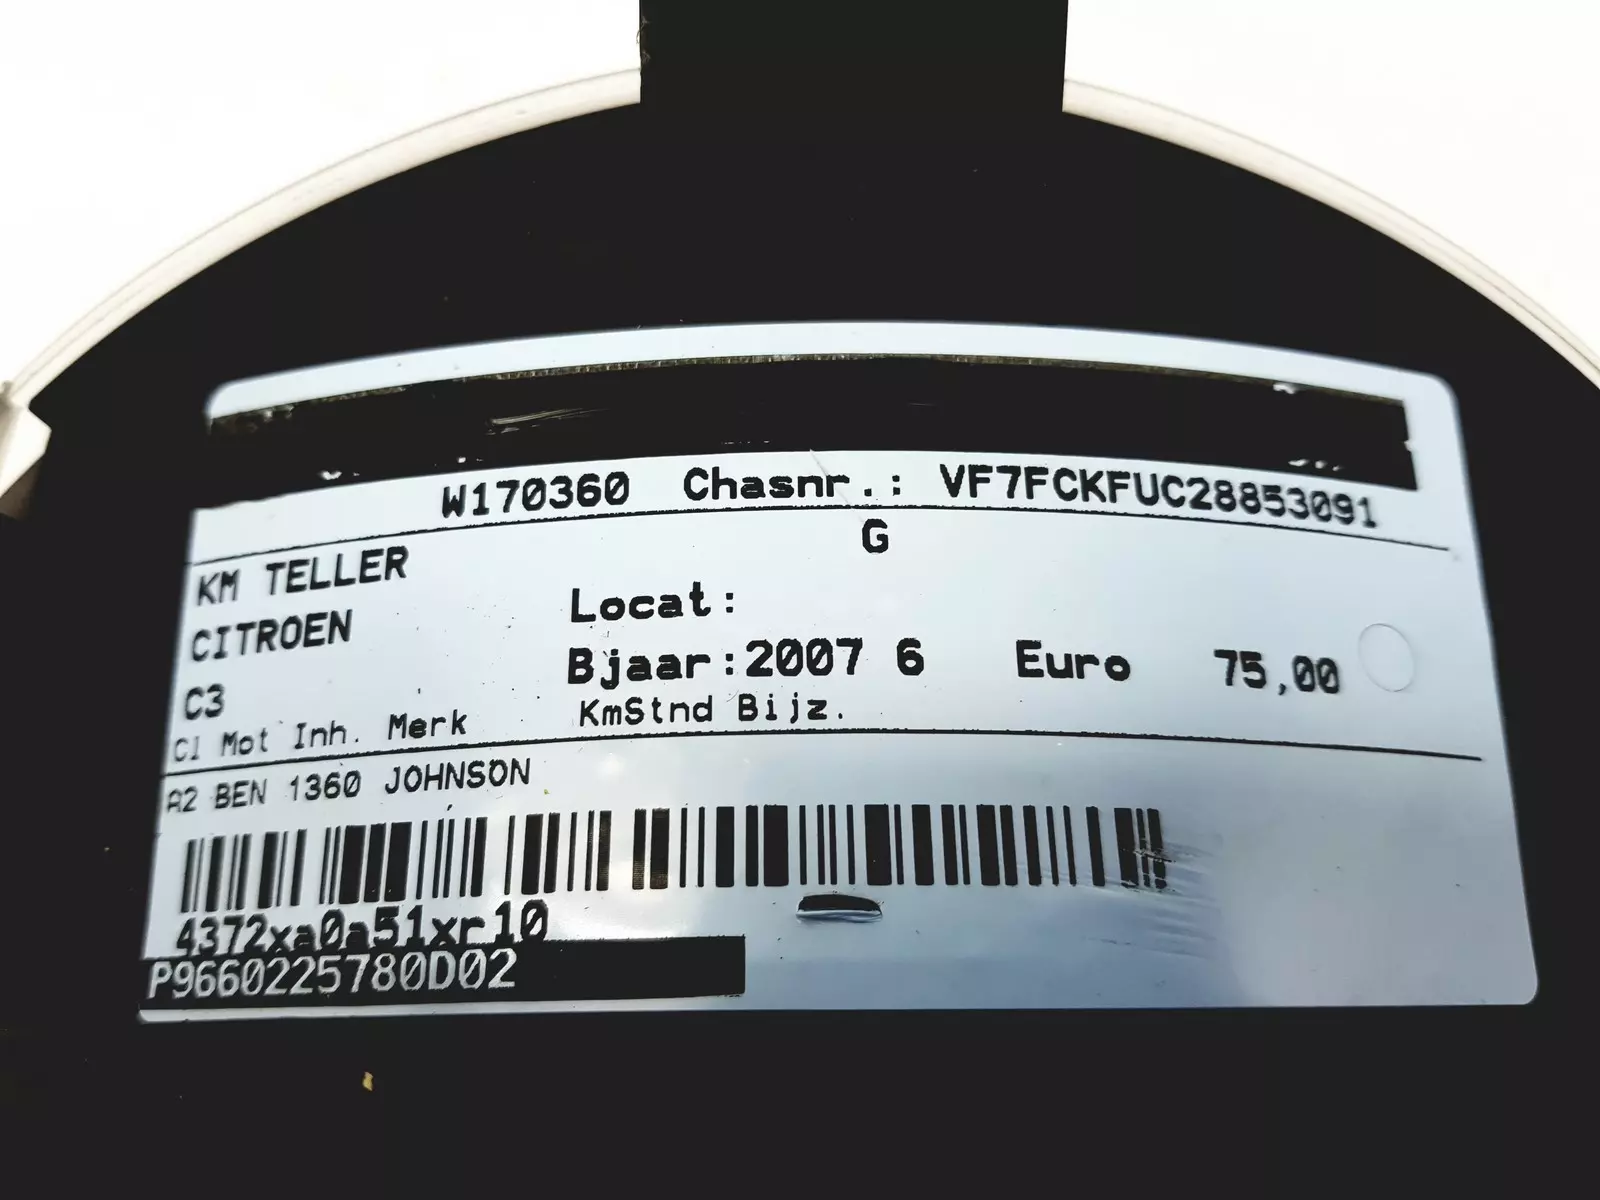 W170360 Chasnr.: VF7FCKFUC28853091
G
KM TELLER
CITROEN Locat:
C3 Bjaar:2007 6 Euro 75,00
Cl Mot Inh. Merk KmStnd Bijz.
A2 BEN 1360 JOHNSON
4372xa0a51xr10
P9660225780D02